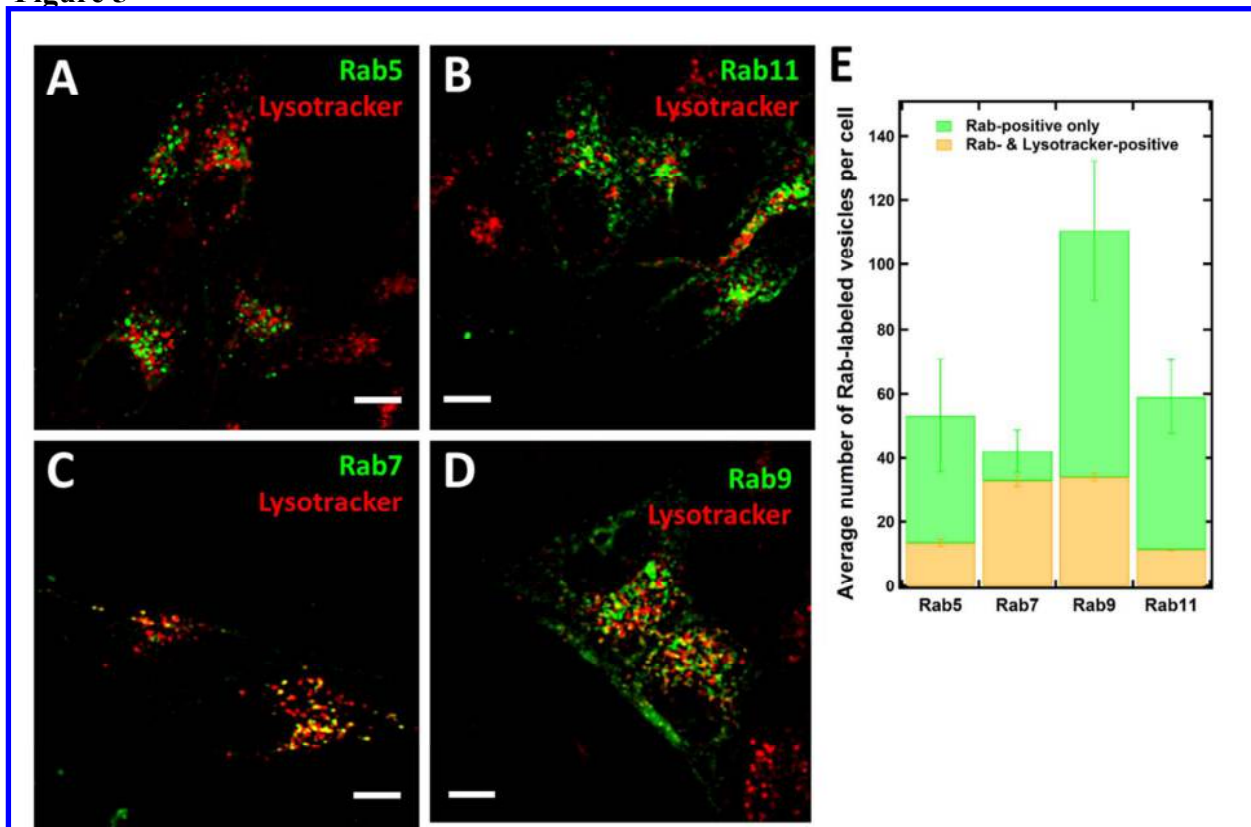 A
Rab5
Lysotracker
B
Rab11
Lysotracker
C
Rab7
Lysotracker
D
Rab9
Lysotracker
E
Rab-positive only
Rab- & Lysotracker-positive
Average number of Rab-labeled vesicles per cell
140
120
100
80
60
40
20
0
Rab5 Rab7 Rab9 Rab11